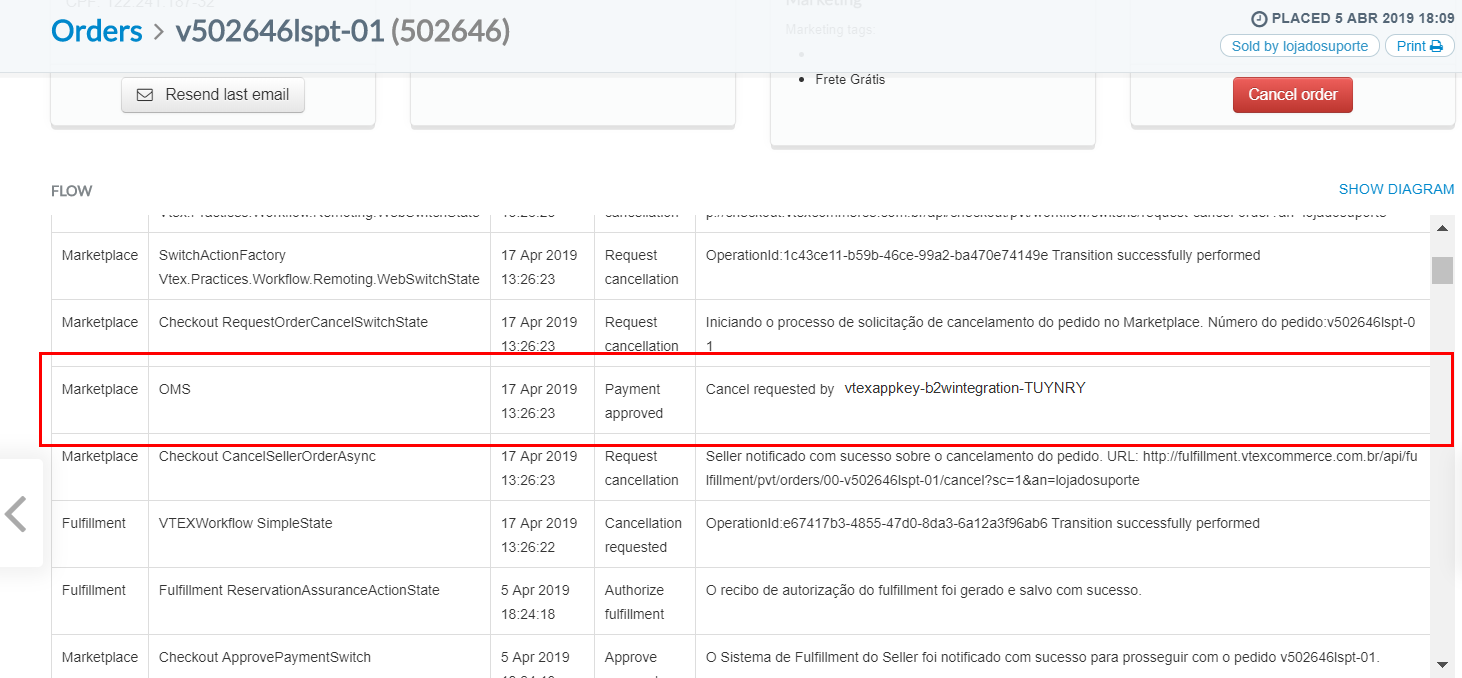 CPF 122.241.187-32
Marketing
Orders > v502646lspt-01 (502646)
PLACED 5 ABR 2019 18:09
Marketing tags
Sold by lojadosuporte
Print
Frete Grátis
Resend last email
Cancel order
FLOW
SHOW DIAGRAM
Vtex.Practices.Workflow.Remoting.WebSwitchState cancellation
Marketplace SwitchActionFactory 17 Apr 2019 Request OperationId:1c43ce11-b59b-46ce-99a2-ba470e74149e Transition successfully performed
Vtex.Practices.Workflow.Remoting.WebSwitchState 13:26:23 cancellation
Marketplace Checkout RequestOrderCancelSwitchState 17 Apr 2019 Request Iniciando o processo de solicitação de cancelamento do pedido no Marketplace. Número do pedido:v502646lspt-0
13:26:23 cancellation 1
Marketplace OMS 17 Apr 2019 Payment Cancel requested by vtexappkey-b2wintegration-TUYNRY
13:26:23 approved
Marketplace Checkout CancelSellerOrderAsync 17 Apr 2019 Request Seller notificado com sucesso sobre o cancelamento do pedido. URL: http://fulfillment.vtexcommerce.com.br/api/fu
13:26:23 cancellation lfillment/pvt/orders/00-v502646lspt-01/cancel?sc=1&an=lojadosuporte
Fulfillment VTEXWorkflow SimpleState 17 Apr 2019 Cancellation OperationId:e67417b3-4855-47d0-8da3-6a12a3f96ab6 Transition successfully performed
13:26:22 requested
Fulfillment Fulfillment ReservationAssuranceActionState 5 Apr 2019 Authorize O recibo de autorização do fulfillment foi gerado e salvo com sucesso.
18:24:18 fulfillment
Marketplace Checkout ApprovePaymentSwitch 5 Apr 2019 Approve O Sistema de Fulfillment do Seller foi notificado com sucesso para prosseguir com o pedido v502646lspt-01.